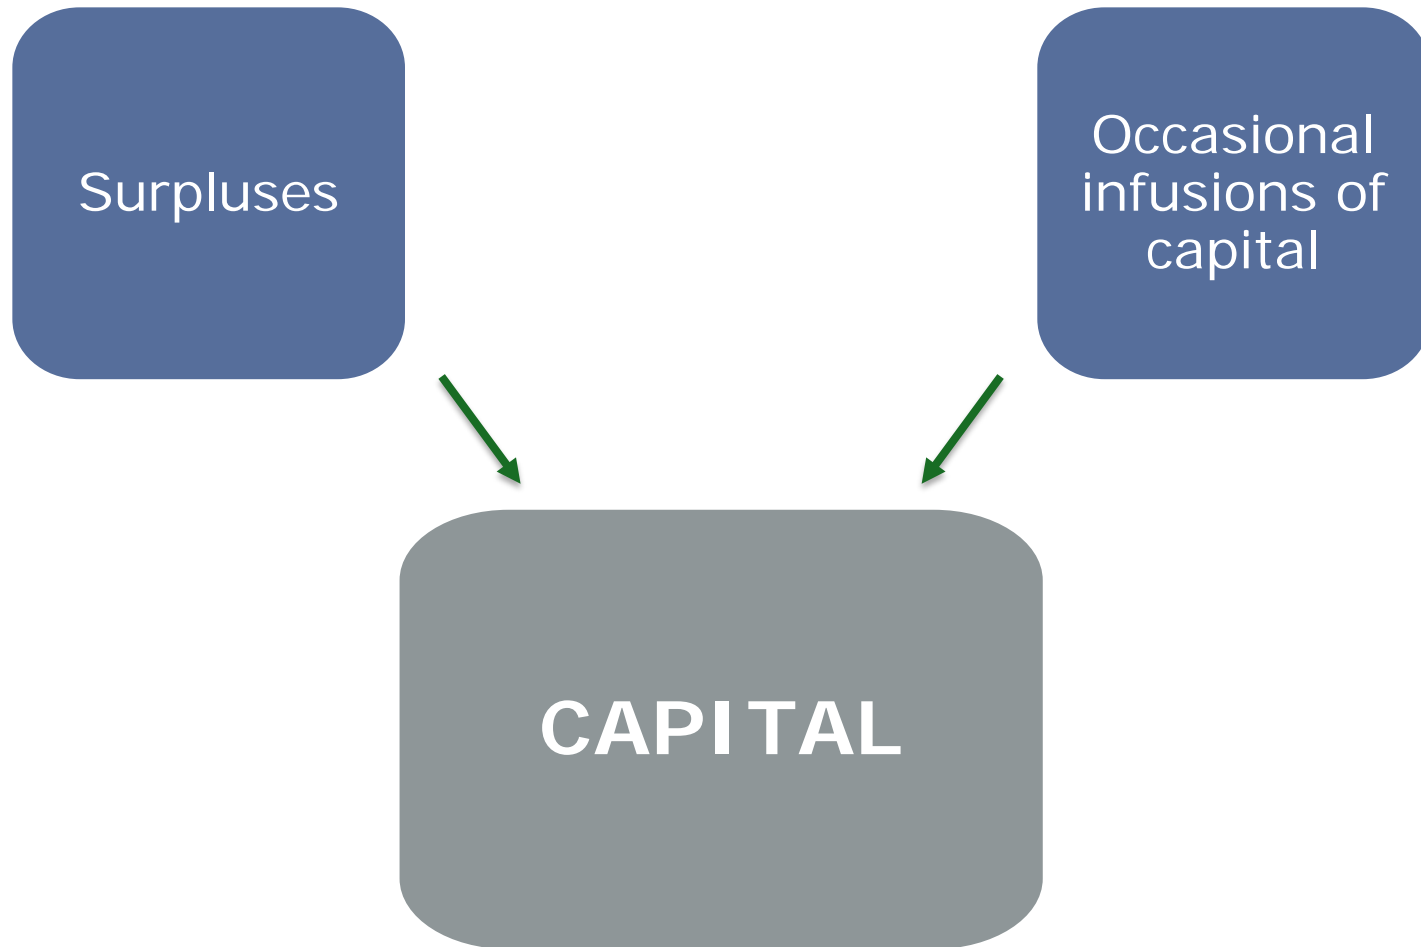 Surpluses
Occasional
infusions of
capital
CAPITAL